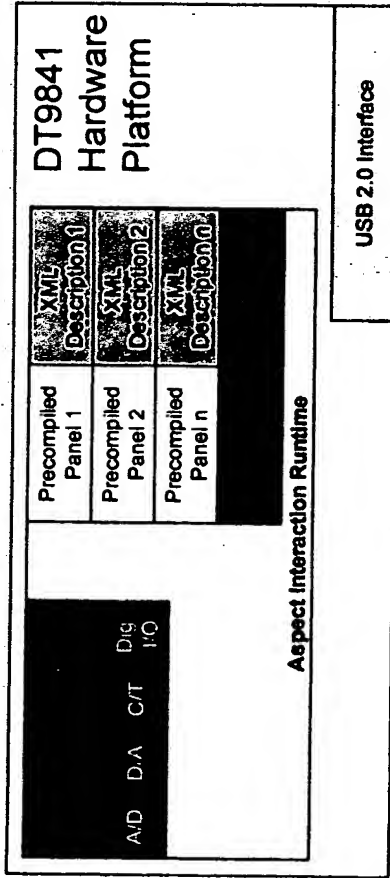 DT9841
Hardware
Platform
Precompiled
Panel 1
XML
Description 1
Precompiled
Panel 2
XML
Description 2
Precompiled
Panel n
XML
Description n
A/D D/A C/T Dig
I/O
Aspect Interaction Runtime
USB 2.0 Interface